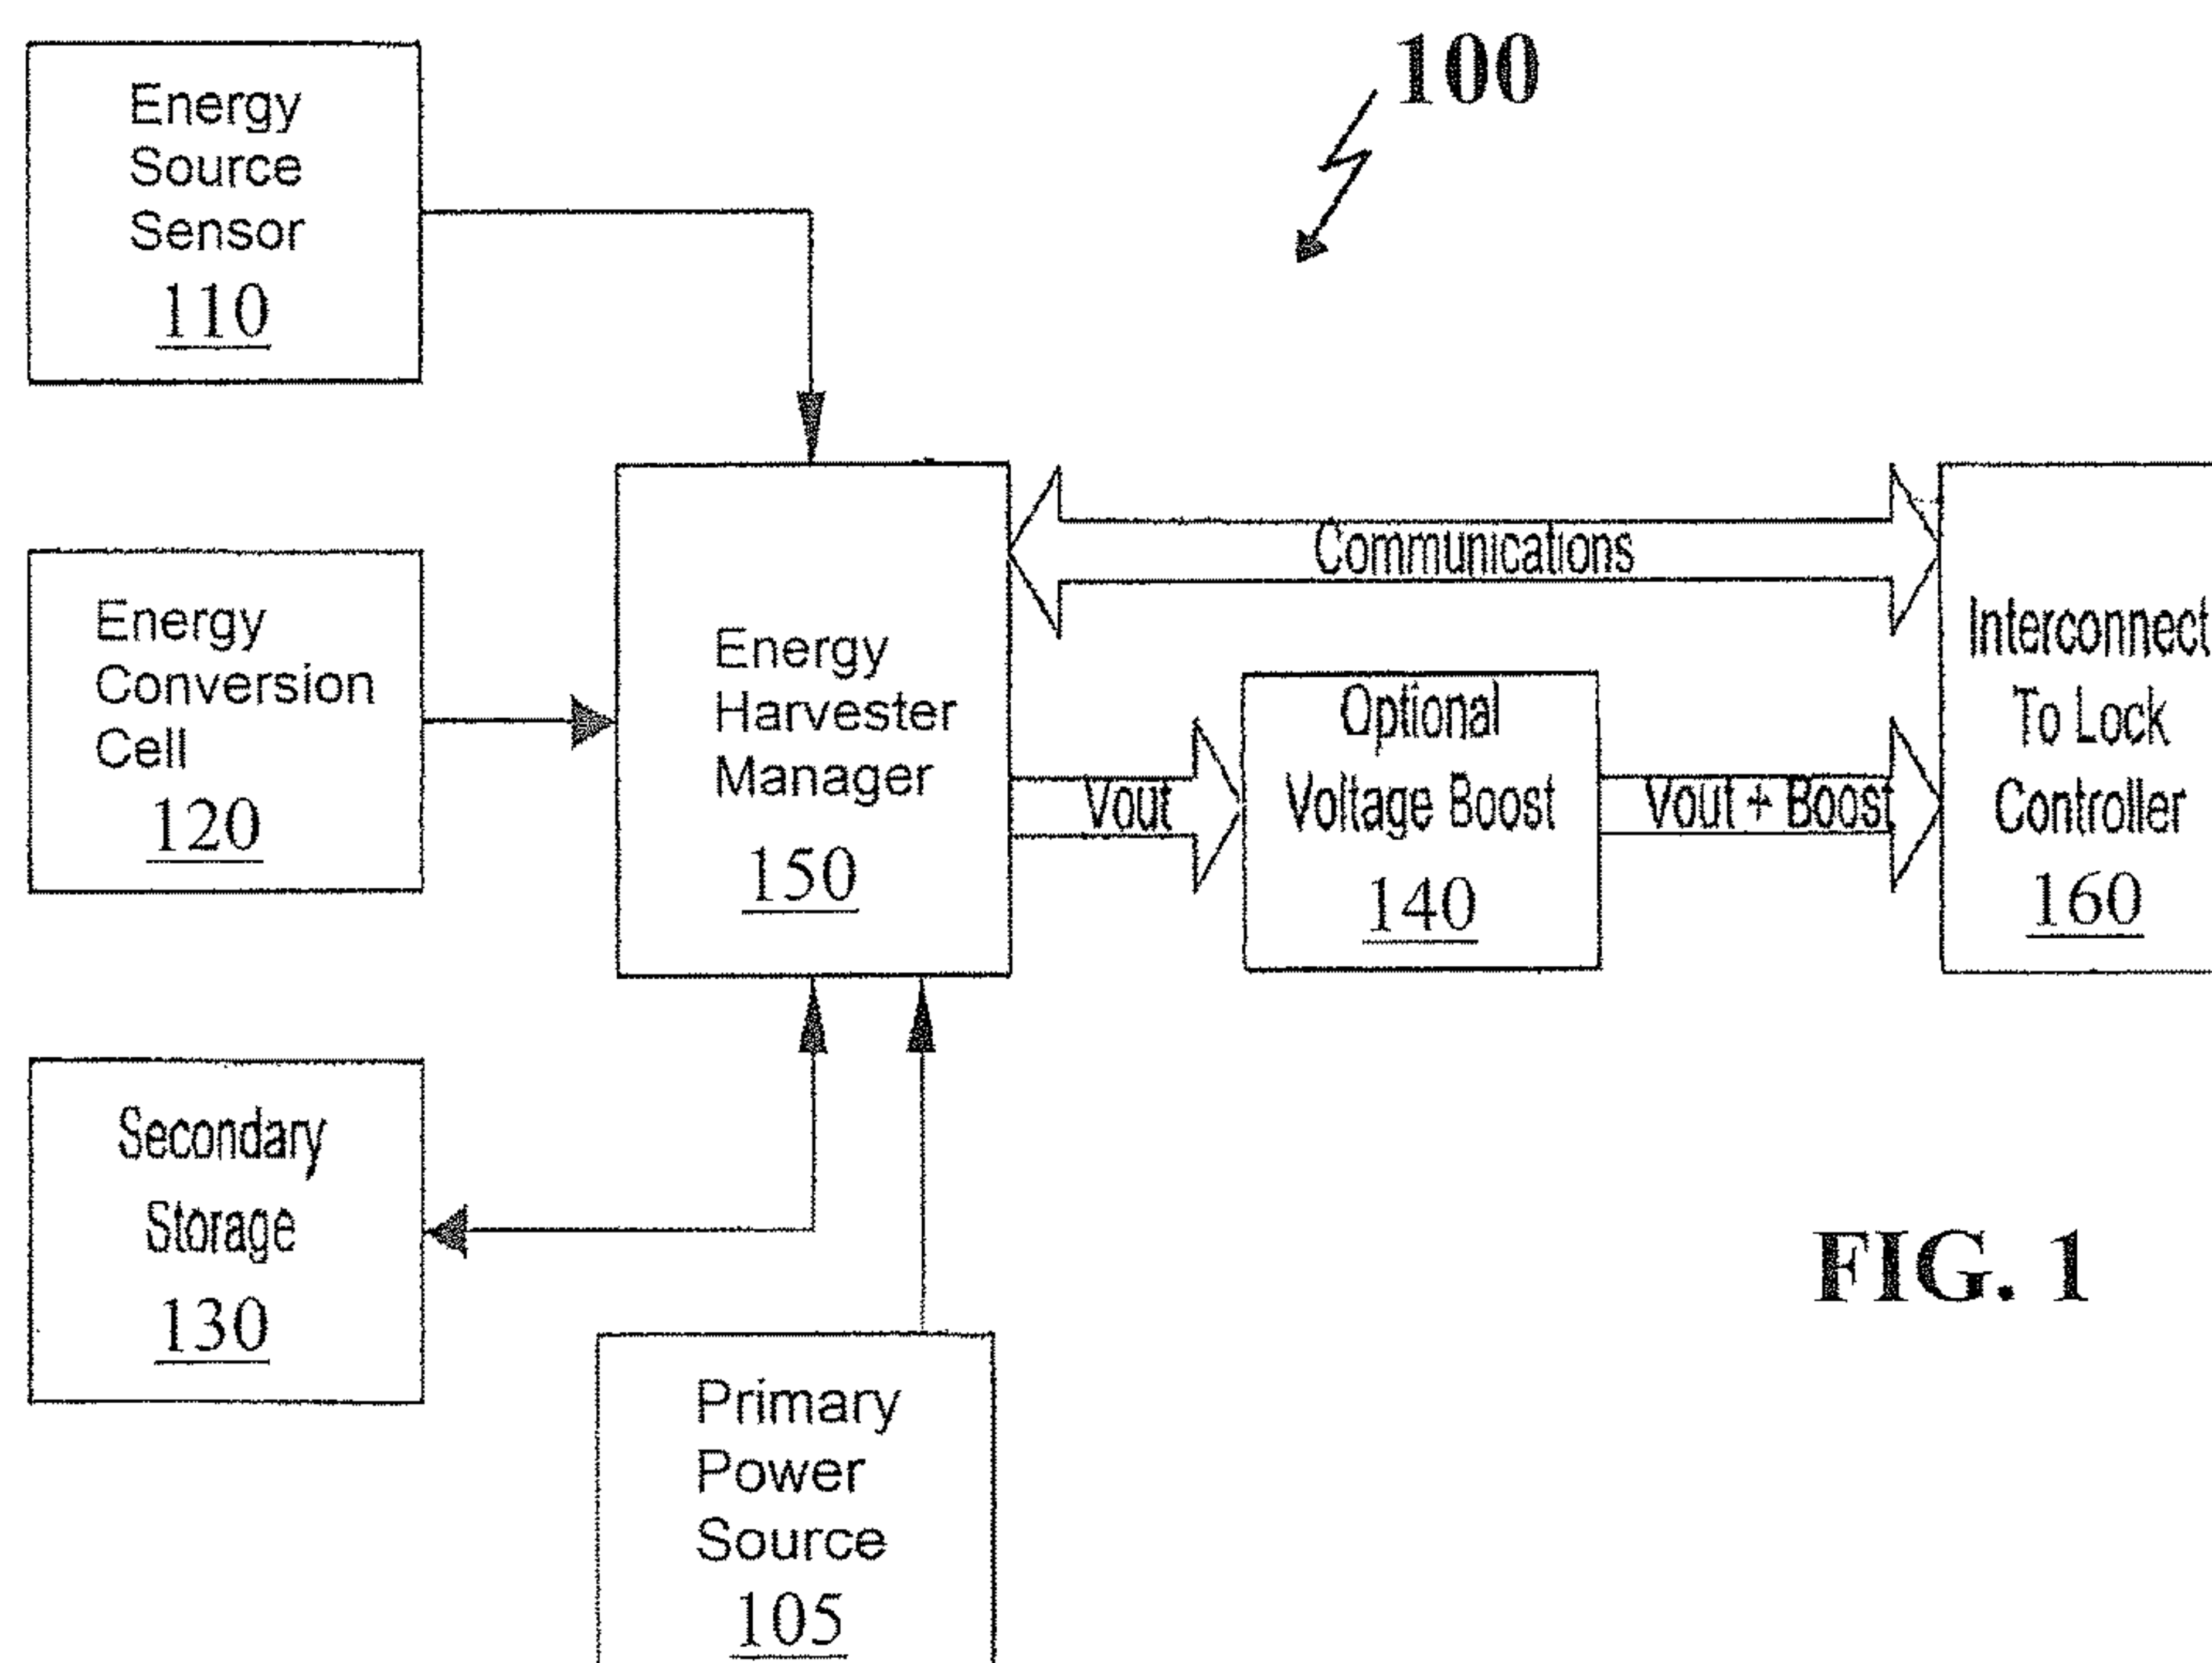 100
Energy
Source
Sensor
110
Energy
Conversion
Cell
120
Energy
Harvester
Manager
150
Communications
Vout
Optional
Voltage Boost
140
Vout + Boost
Interconnect
To Lock
Controller
160
Secondary
Storage
130
Primary
Power
Source
105
FIG. 1